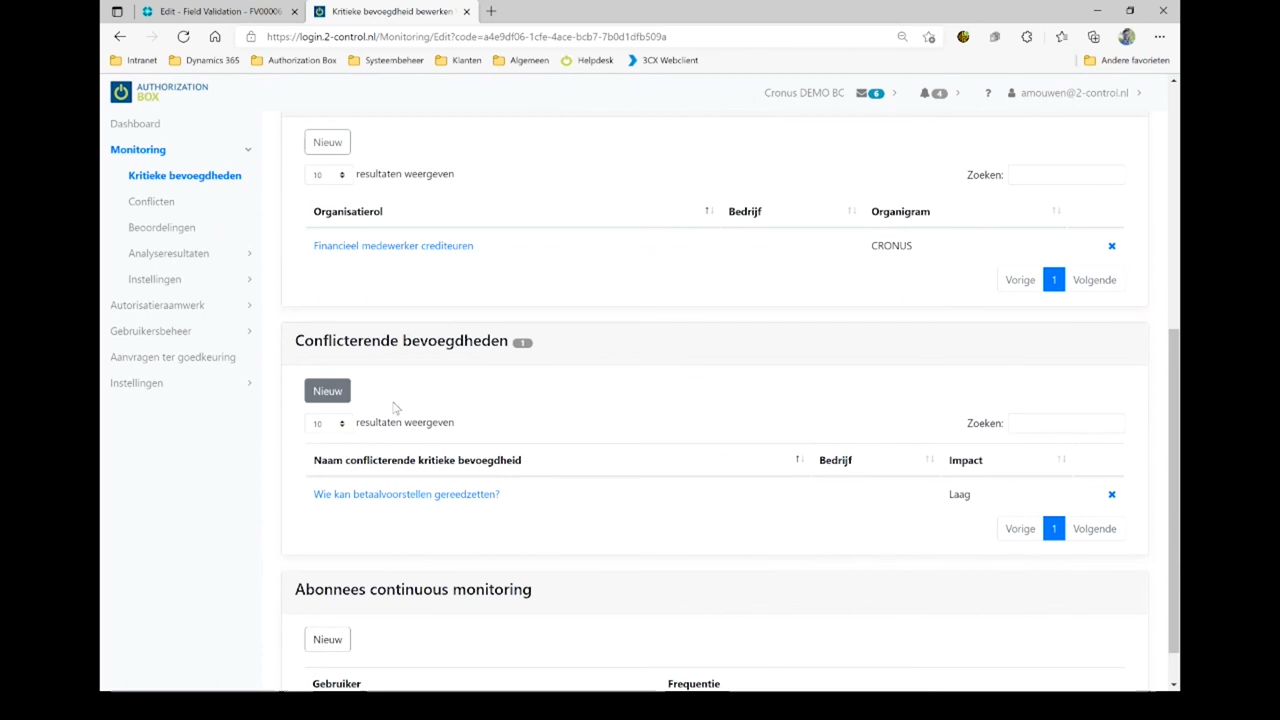 Edit - Field Validation - FV00006
Kritieke bevoegdheid bewerken
https://login.2-control.nl/Monitoring/Edit?code=a4e9df06-1cfe-4ace-bcb7-7b0d1dfb509a
Intranet Dynamics 365 Authorization Box Systeembeheer Klanten Algemeen Helpdesk 3CX Webclient Andere favorieten
AUTHORIZATION
BOX
Cronus DEMO BC 6 4 ? amouwen@2-control.nl
Dashboard
Monitoring
Kritieke bevoegdheden
Conflicten
Beoordelingen
Analyseresultaten
Instellingen
Autorisatieraamwerk
Gebruikersbeheer
Aanvragen ter goedkeuring
Instellingen
Nieuw
10 resultaten weergeven Zoeken:
Organisatierol Bedrijf Organigram
Financieel medewerker crediteuren CRONUS
Vorige 1 Volgende
Conflicterende bevoegdheden 1
Nieuw
10 resultaten weergeven Zoeken:
Naam conflicterende kritieke bevoegdheid Bedrijf Impact
Wie kan betaalvoorstellen gereedzetten? Laag
Vorige 1 Volgende
Abonnees continuous monitoring
Nieuw
Gebruiker Frequentie